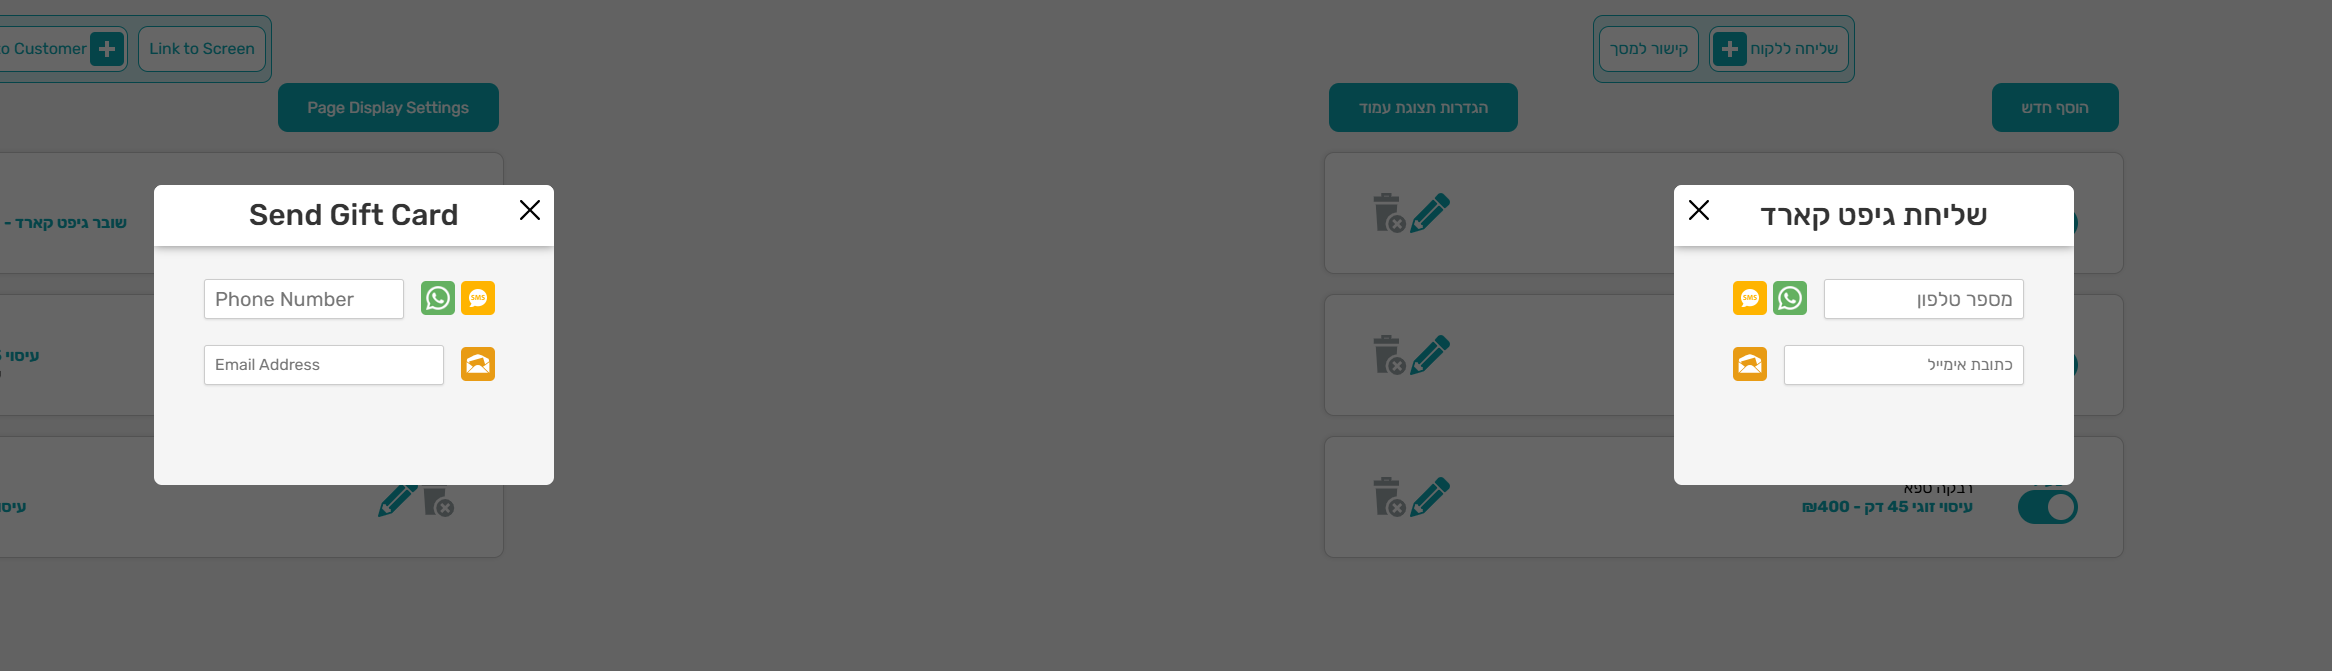 to Customer
Link to Screen
Page Display Settings
שובר גיפט קארד -
עיסוי
עיסוי
Send Gift Card
Phone Number
SMS
Email Address
שליחה ללקוח
קישור למסך
הוסף חדש
הגדרות תצוגת עמוד
שליחת גיפט קארד
מספר טלפון
SMS
כתובת אימייל
רבקה ספא
עיסוי זוגי 45 דק - 400₪